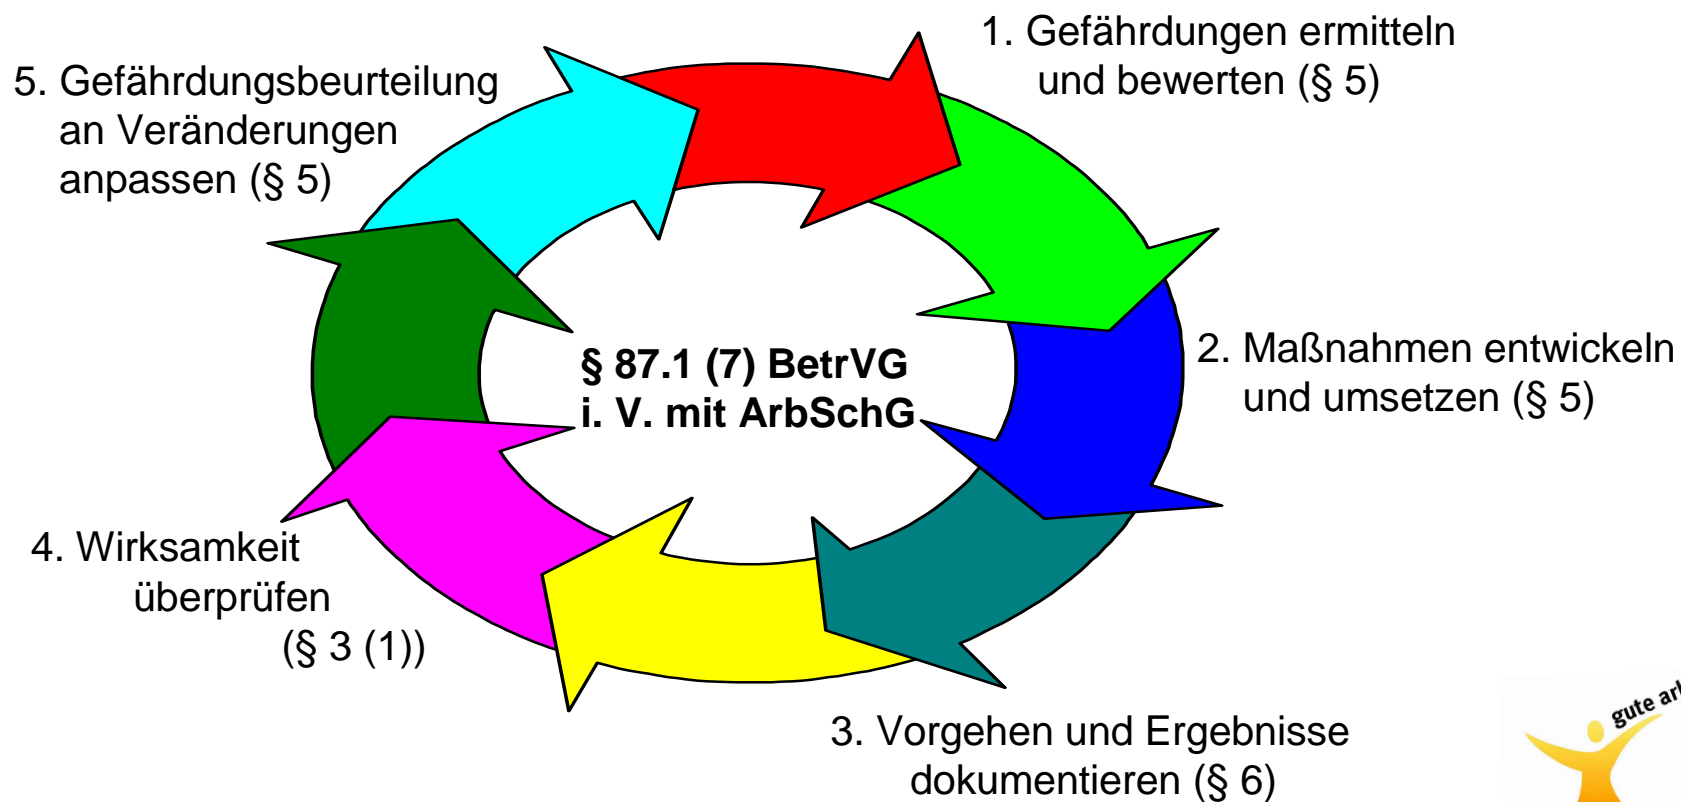 1. Gefährdungen ermitteln
und bewerten (§ 5)
2. Maßnahmen entwickeln
und umsetzen (§ 5)
3. Vorgehen und Ergebnisse
dokumentieren (§ 6)
4. Wirksamkeit
überprüfen
(§ 3 (1))
5. Gefährdungsbeurteilung
an Veränderungen
anpassen (§ 5)
§ 87.1 (7) BetrVG
i. V. mit ArbSchG
gute